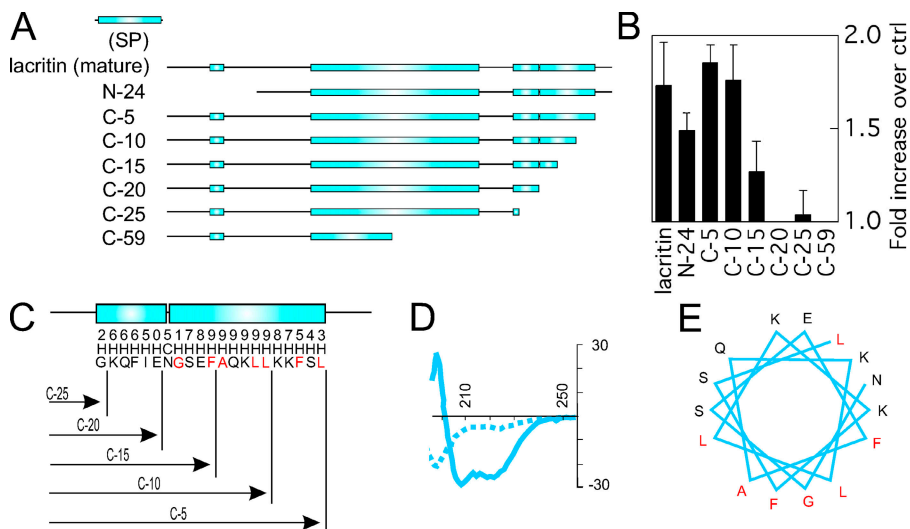 A
(SP)
lacritin (mature)
N-24
C-5
C-10
C-15
C-20
C-25
C-59
B
2.0
1.5
1.0
Fold increase over ctrl
lacritin
N-24
C-5
C-10
C-15
C-20
C-25
C-59
C
266650517899999987543
HHHHHHCHHHHHHHHHHHHHH
GKQFIENGSEFAQKLLKKFSL
C-25
C-20
C-15
C-10
C-5
D
30
210
250
-30
E
K E
L
Q K
S N
S K
L F
A L
F G